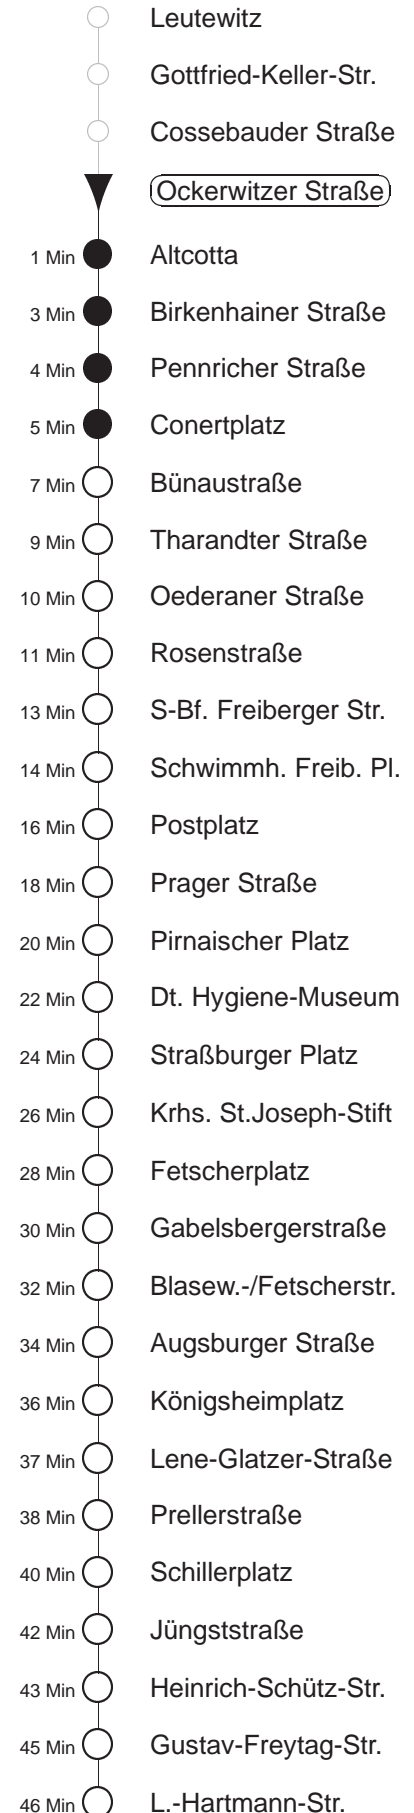 Leutewitz
Gottfried-Keller-Str.
Cossebauder Straße
Ockerwitzer Straße
1 Min Altcotta
3 Min Birkenhainer Straße
4 Min Pennricher Straße
5 Min Conertplatz
7 Min Bünaustraße
9 Min Tharandter Straße
10 Min Oederaner Straße
11 Min Rosenstraße
13 Min S-Bf. Freiberger Str.
14 Min Schwimmh. Freib. Pl.
16 Min Postplatz
18 Min Prager Straße
20 Min Pirnaischer Platz
22 Min Dt. Hygiene-Museum
24 Min Straßburger Platz
26 Min Krhs. St.Joseph-Stift
28 Min Fetscherplatz
30 Min Gabelsbergerstraße
32 Min Blasew.-/Fetscherstr.
34 Min Augsburger Straße
36 Min Königsheimplatz
37 Min Lene-Glatzer-Straße
38 Min Prellerstraße
40 Min Schillerplatz
42 Min Jüngststraße
43 Min Heinrich-Schütz-Str.
45 Min Gustav-Freytag-Str.
46 Min L.-Hartmann-Str.